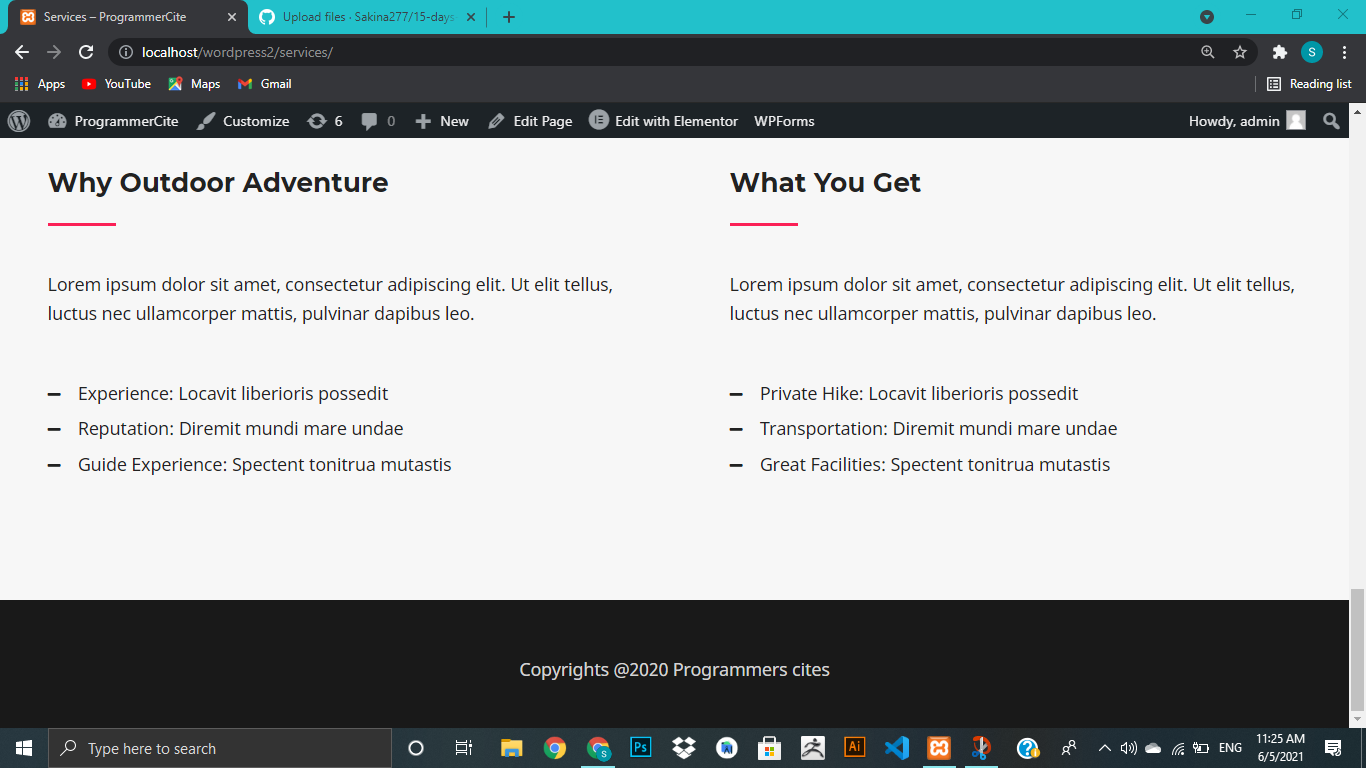 Services – ProgrammerCite
Upload files · Sakina277/15-days
localhost/wordpress2/services/
S
Apps
YouTube
Maps
Gmail
Reading list
ProgrammerCite
Customize
6
0
New
Edit Page
Edit with Elementor
WPForms
Howdy, admin
Why Outdoor Adventure
Lorem ipsum dolor sit amet, consectetur adipiscing elit. Ut elit tellus,
luctus nec ullamcorper mattis, pulvinar dapibus leo.
Experience: Locavit liberioris possedit
Reputation: Diremit mundi mare undae
Guide Experience: Spectent tonitrua mutastis
What You Get
Lorem ipsum dolor sit amet, consectetur adipiscing elit. Ut elit tellus,
luctus nec ullamcorper mattis, pulvinar dapibus leo.
Private Hike: Locavit liberioris possedit
Transportation: Diremit mundi mare undae
Great Facilities: Spectent tonitrua mutastis
Copyrights @2020 Programmers cites
Type here to search
S
Ps
Ai
ENG
11:25 AM
6/5/2021